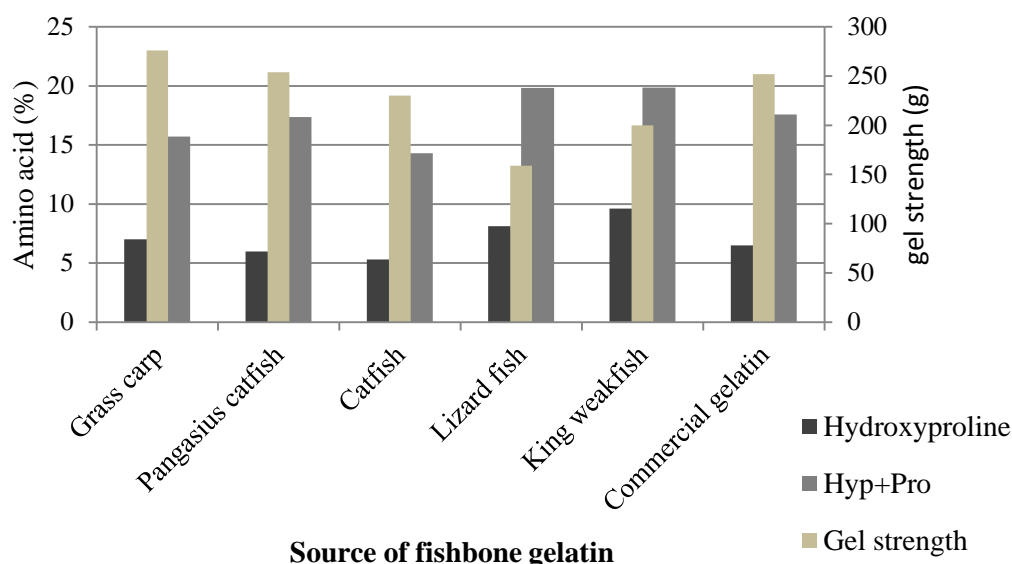 Amino acid (%)
25
20
15
10
5
0
300
250
200
150
100
50
0
gel strength (g)
Grass carp
Pangasius catfish
Catfish
Lizard fish
King weakfish
Commercial gelatin
Hydroxyproline
Hyp+Pro
Gel strength
Source of fishbone gelatin